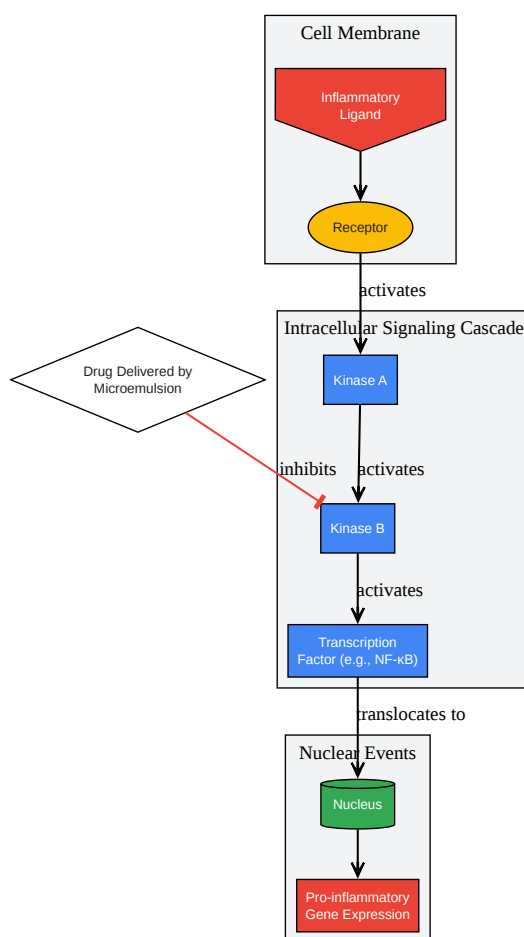 Cell Membrane
Inflammatory
Ligand
Receptor
activates
Intracellular Signaling Cascade
Drug Delivered by
Microemulsion
Kinase A
inhibits
activates
Kinase B
activates
Transcription
Factor (e.g., NF-κB)
translocates to
Nuclear Events
Nucleus
Pro-inflammatory
Gene Expression